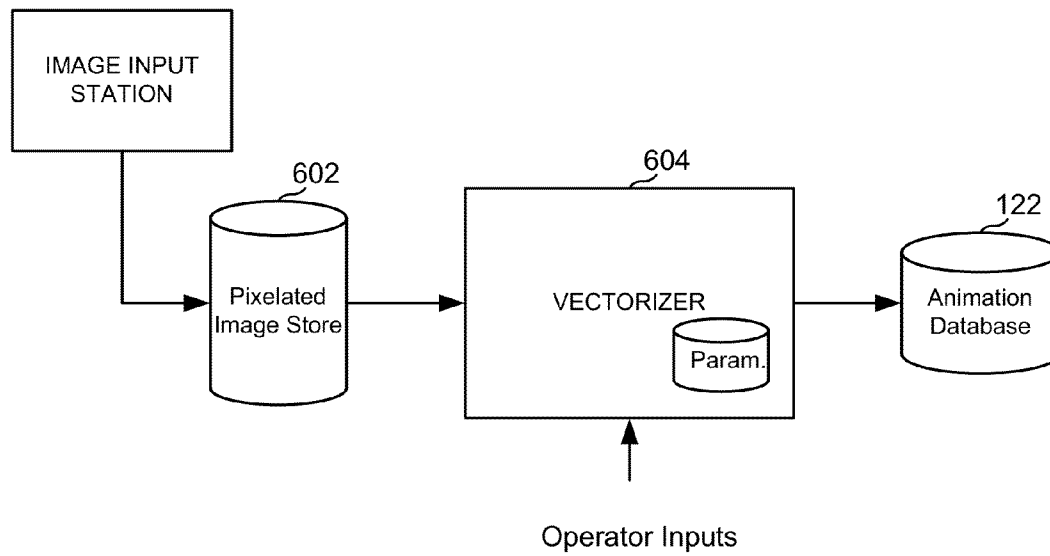 IMAGE INPUT
STATION
602
Pixelated
Image Store
604
VECTORIZER
Param.
122
Animation
Database
Operator Inputs